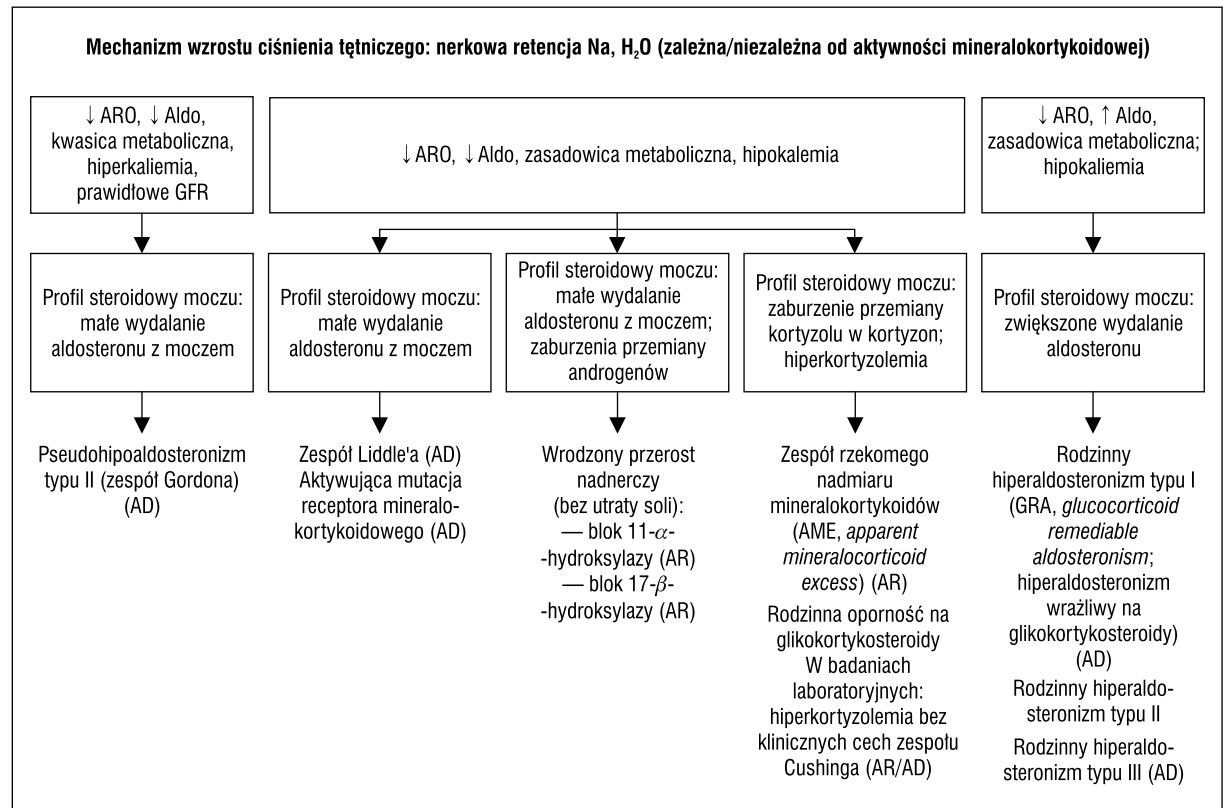 Mechanizm wzrostu ciśnienia tętniczego: nerkowa retencja Na, H₂O (zależna/niezależna od aktywności mineralokortykoidowej)
↓ ARO, ↓ Aldo,
kwasica metaboliczna,
hiperkaliemia,
prawidłowe GFR
↓ ARO, ↓ Aldo, zasadowica metaboliczna, hipokalemia
↓ ARO, ↑ Aldo,
zasadowica metaboliczna;
hipokaliemia
Profil steroidowy moczu:
małe wydalanie
aldosteronu z moczem
Profil steroidowy moczu:
małe wydalanie
aldosteronu z moczem
Profil steroidowy moczu:
małe wydalanie
aldosteronu z moczem;
zaburzenia przemiany
androgenów
Profil steroidowy moczu:
zaburzenie przemiany
kortyzolu w kortyzon;
hiperkortyzolemia
Profil steroidowy moczu:
zwiększone wydalanie
aldosteronu
Pseudohipoaldosteronizm
typu II (zespół Gordona)
(AD)
Zespół Liddle'a (AD)
Aktywująca mutacja
receptora mineralo-
kortykoidowego (AD)
Wrodzony przerost
nadnerczy
(bez utraty soli):
— blok 11-α-
-hydroksylazy (AR)
— blok 17-β-
-hydroksylazy (AR)
Zespół rzekomego
nadmiaru
mineralokortykoidów
(AME, apparent
mineralocorticoid
excess) (AR)
Rodzinna oporność na
glikokortykosteroidy
W badaniach
laboratoryjnych:
hiperkortyzolemia bez
klinicznych cech zespołu
Cushinga (AR/AD)
Rodzinny
hiperaldosteronizm typu I
(GRA, glucocorticoid
remediable
aldosteronism;
hiperaldosteronizm
wrażliwy na
glikokortykosteroidy)
(AD)
Rodzinny hiperaldo-
steronizm typu II
Rodzinny hiperaldo-
steronizm typu III (AD)